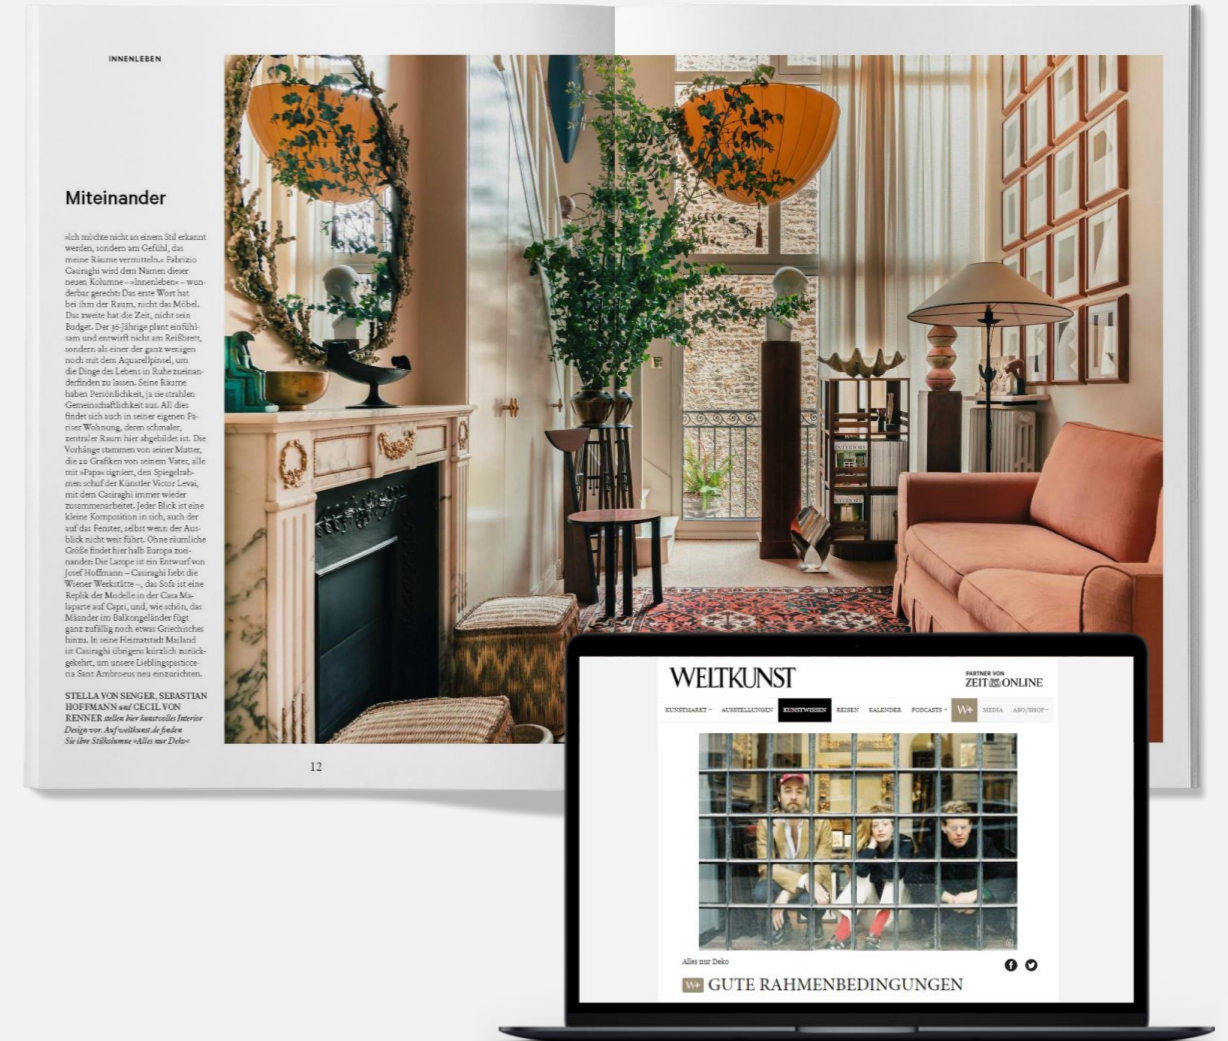 INNENLEBEN
Miteinander
»Ich möchte nicht an einem Stil erkannt
werden, sondern am Gefühl, das
meine Räume vermitteln.« Fabrizio
Casiraghi wird dem Namen dieser
neuen Kolumne – »Innenleben« – wun-
derbar gerecht: Das erste Wort hat
bei ihm der Raum, nicht das Möbel.
Das zweite hat die Zeit, nicht sein
Budget. Der 36-Jährige plant einfühl-
sam und entwirft nicht am Reißbrett,
sondern als einer der ganz wenigen
noch mit dem Aquarellpinsel, um
die Dinge des Lebens in Ruhe zueinan-
derfinden zu lassen. Seine Räume
haben Persönlichkeit, ja sie strahlen
Gemeinschaftlichkeit aus. All dies
findet sich auch in seiner eigenen Pa-
riser Wohnung, deren schmaler,
zentraler Raum hier abgebildet ist. Die
Vorhänge stammen von seiner Mutter,
die 20 Grafiken von seinem Vater, alle
mit »Papa« signiert, den Spiegelrah-
men schuf der Künstler Victor Levai,
mit dem Casiraghi immer wieder
zusammenarbeitet. Jeder Blick ist eine
kleine Komposition in sich, auch der
auf das Fenster, selbst wenn der Aus-
blick nicht weit führt. Ohne räumliche
Größe findet hier halb Europa zuei-
nander: Die Lampe ist ein Entwurf von
Josef Hoffmann – Casiraghi liebt die
Wiener Werkstätte –, das Sofa ist eine
Replik der Modelle in der Casa Ma-
laparte auf Capri, und, wie schön, das
Mäander im Balkongeländer fügt
ganz zufällig noch etwas Griechisches
hinzu. In seine Heimatstadt Mailand
ist Casiraghi übrigens kürzlich zurück-
gekehrt, um unsere Lieblingspasticce-
ria Sant Ambroeus neu einzurichten.
STELLA VON SENGER, SEBASTIAN
HOFFMANN und CECIL VON
RENNER stellen hier kunstvolles Interior
Design vor. Auf weltkunst.de finden
Sie ihre Stilkolumne »Alles nur Deko«
12
WELTKUNST
PARTNER VON
ZEIT ONLINE
KUNSTMARKT AUSSTELLUNGEN KUNSTWISSEN REISEN KALENDER PODCASTS W+ MEDIA ABO/SHOP
Alles nur Deko
W+ GUTE RAHMENBEDINGUNGEN